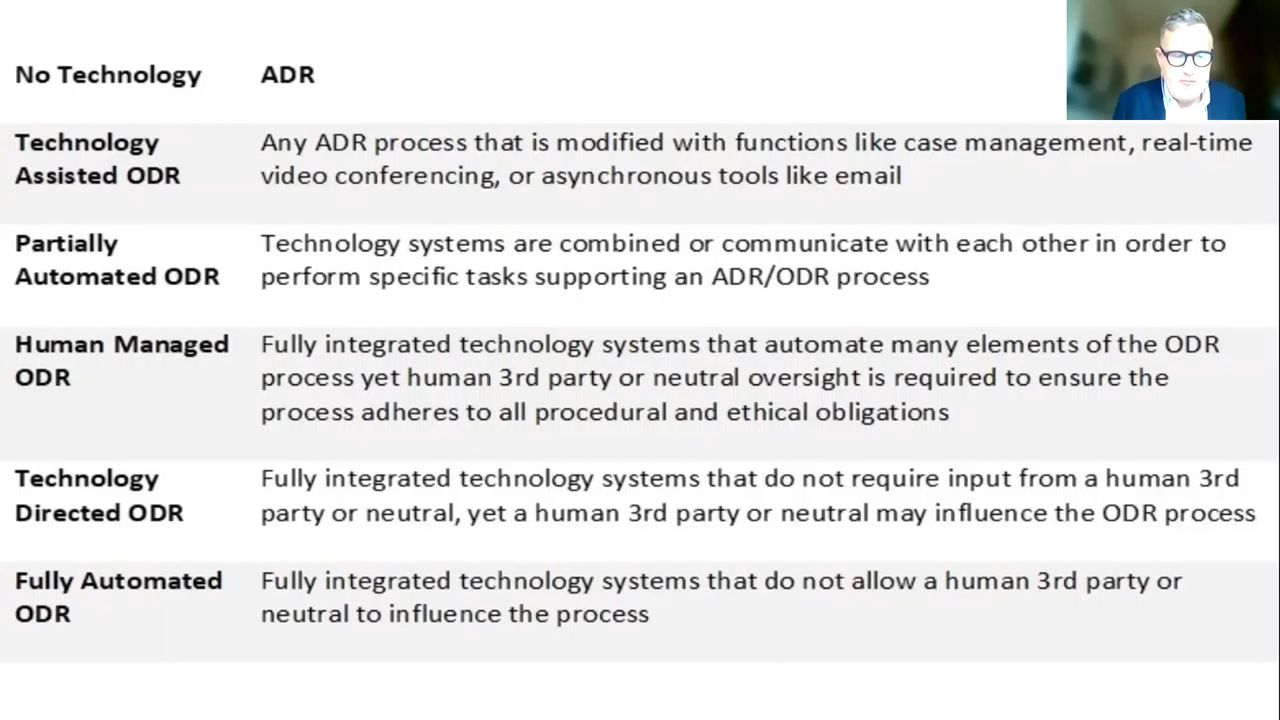 No Technology ADR
Technology Any ADR process that is modified with functions like case management, real-time
Assisted ODR video conferencing, or asynchronous tools like email
Partially Technology systems are combined or communicate with each other in order to
Automated ODR perform specific tasks supporting an ADR/ODR process
Human Managed Fully integrated technology systems that automate many elements of the ODR
ODR process yet human 3rd party or neutral oversight is required to ensure the
process adheres to all procedural and ethical obligations
Technology Fully integrated technology systems that do not require input from a human 3rd
Directed ODR party or neutral, yet a human 3rd party or neutral may influence the ODR process
Fully Automated Fully integrated technology systems that do not allow a human 3rd party or
ODR neutral to influence the process